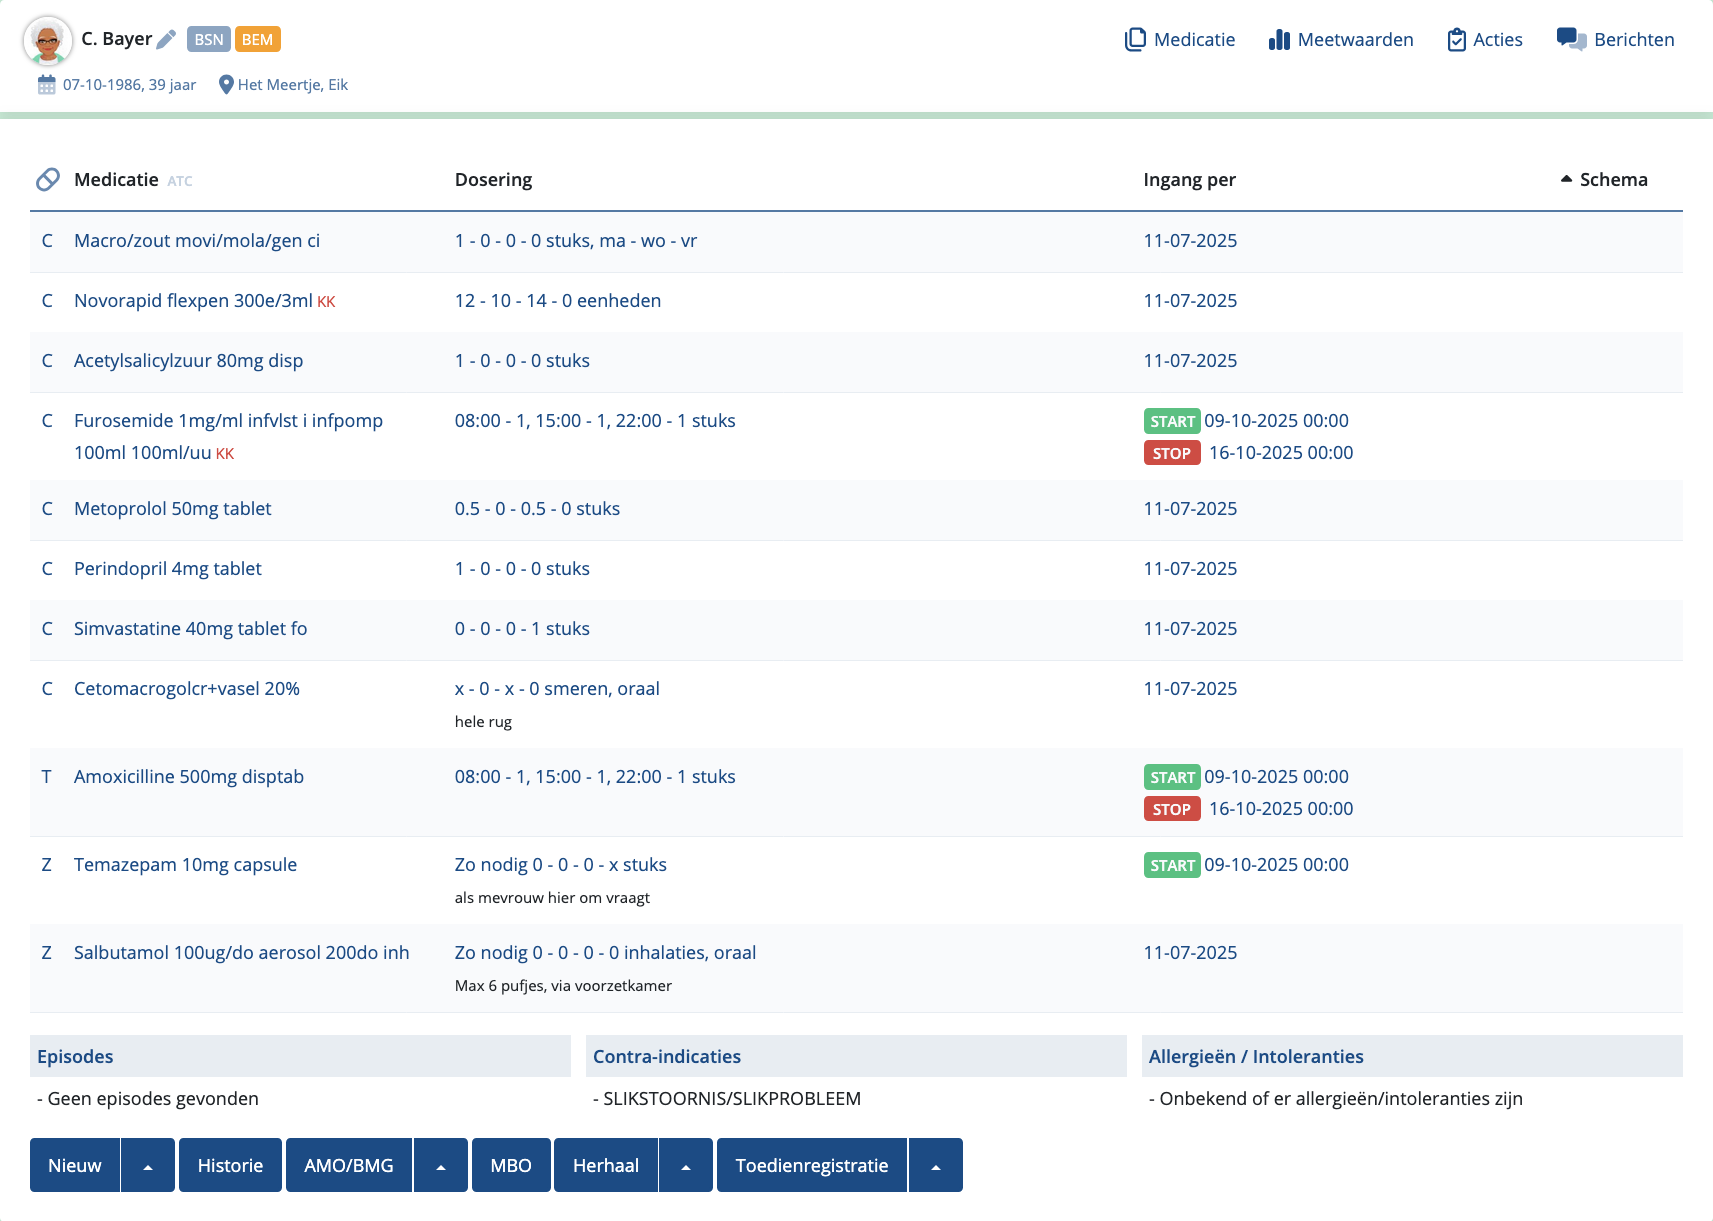 C. Bayer BSN BEM
Medicatie Meetwaarden Acties Berichten
07-10-1986, 39 jaar Het Meertje, Eik
Medicatie ATC Dosering Ingang per Schema
C Macro/zout movi/mola/gen ci 1 - 0 - 0 - 0 stuks, ma - wo - vr 11-07-2025
C Novorapid flexpen 300e/3ml KK 12 - 10 - 14 - 0 eenheden 11-07-2025
C Acetylsalicylzuur 80mg disp 1 - 0 - 0 - 0 stuks 11-07-2025
C Furosemide 1mg/ml infvlst i infpomp 08:00 - 1, 15:00 - 1, 22:00 - 1 stuks START 09-10-2025 00:00
100ml 100ml/uu KK STOP 16-10-2025 00:00
C Metoprolol 50mg tablet 0.5 - 0 - 0.5 - 0 stuks 11-07-2025
C Perindopril 4mg tablet 1 - 0 - 0 - 0 stuks 11-07-2025
C Simvastatine 40mg tablet fo 0 - 0 - 0 - 1 stuks 11-07-2025
C Cetomacrogolcr+vasel 20% x - 0 - x - 0 smeren, oraal 11-07-2025
hele rug
T Amoxicilline 500mg disptab 08:00 - 1, 15:00 - 1, 22:00 - 1 stuks START 09-10-2025 00:00
STOP 16-10-2025 00:00
Z Temazepam 10mg capsule Zo nodig 0 - 0 - 0 - x stuks START 09-10-2025 00:00
als mevrouw hier om vraagt
Z Salbutamol 100ug/do aerosol 200do inh Zo nodig 0 - 0 - 0 - 0 inhalaties, oraal 11-07-2025
Max 6 pufjes, via voorzetkamer
Episodes Contra-indicaties Allergieën / Intoleranties
- Geen episodes gevonden - SLIKSTOORNIS/SLIKPROBLEEM - Onbekend of er allergieën/intoleranties zijn
Nieuw Historie AMO/BMG MBO Herhaal Toedienregistratie